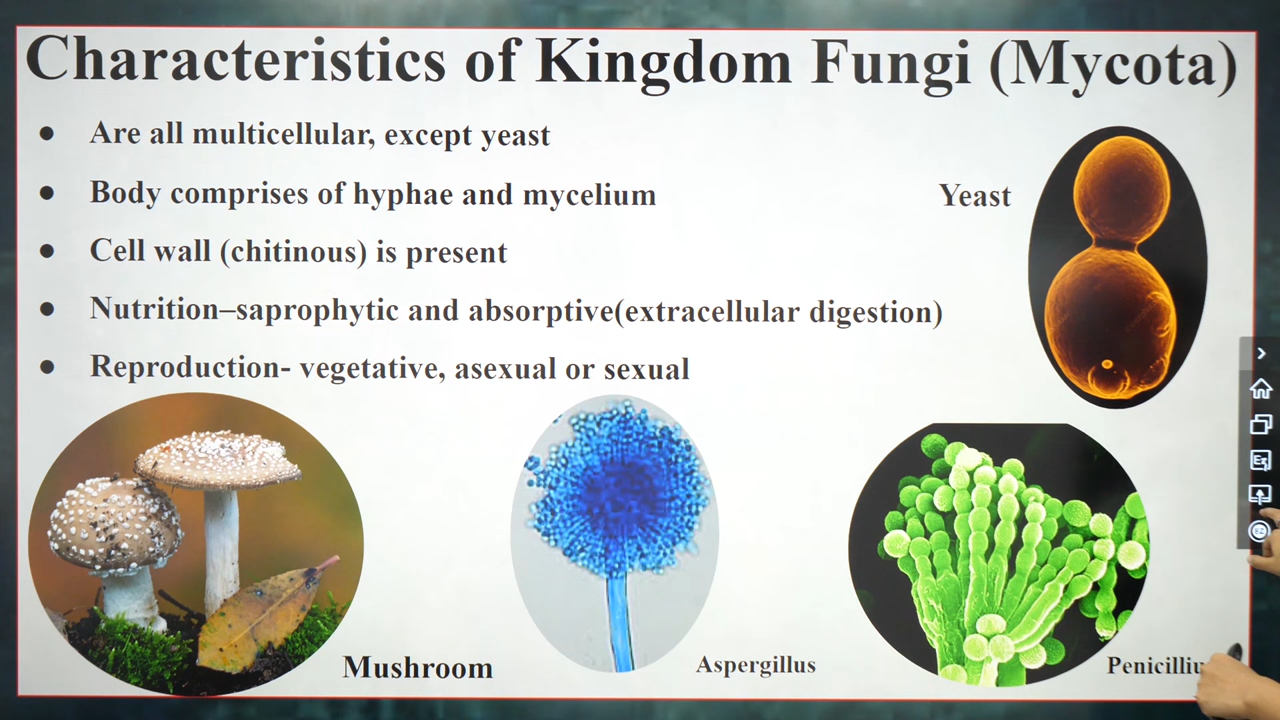 Characteristics of Kingdom Fungi (Mycota)
● Are all multicellular, except yeast
● Body comprises of hyphae and mycelium
Yeast
● Cell wall (chitinous) is present
● Nutrition–saprophytic and absorptive(extracellular digestion)
● Reproduction- vegetative, asexual or sexual
Mushroom
Aspergillus